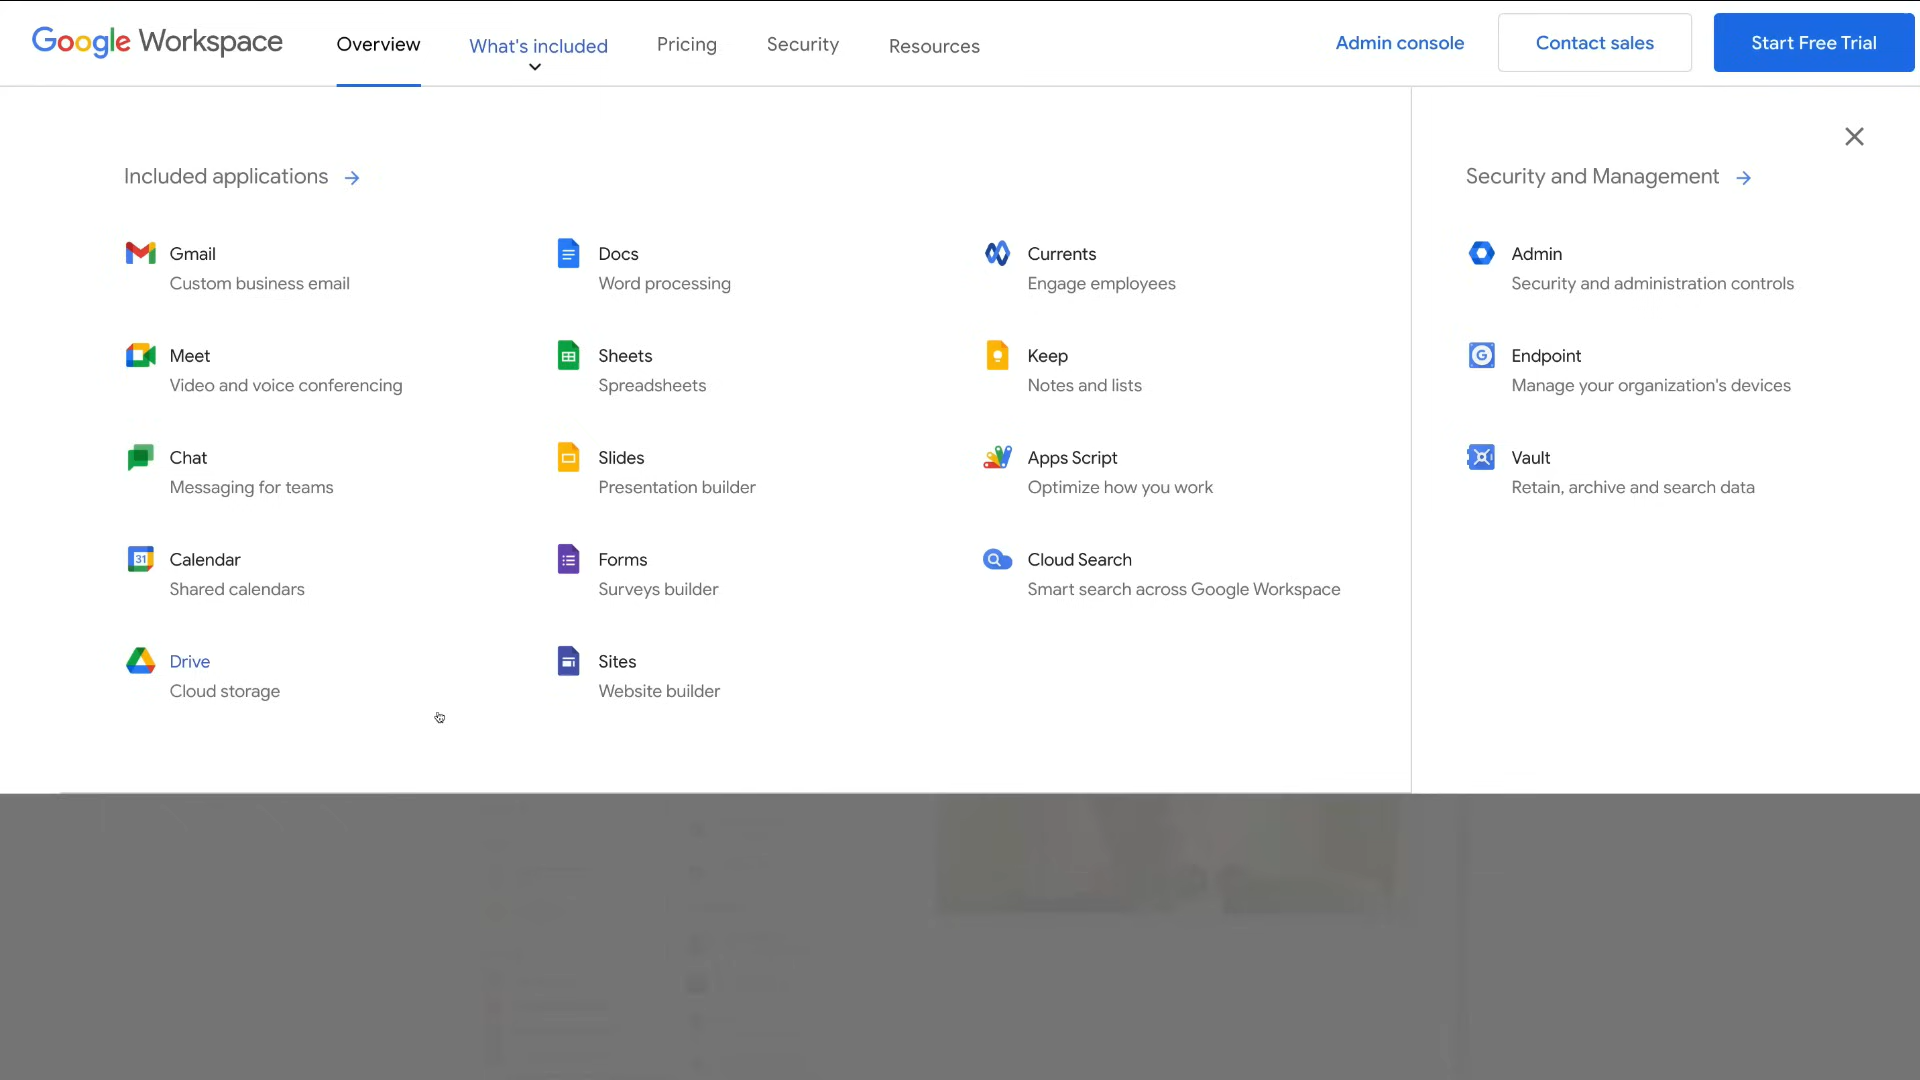 Google Workspace
Overview
What's included
Pricing
Security
Resources
Admin console
Contact sales
Start Free Trial
Included applications
Gmail
Custom business email
Meet
Video and voice conferencing
Chat
Messaging for teams
Calendar
Shared calendars
Drive
Cloud storage
Docs
Word processing
Sheets
Spreadsheets
Slides
Presentation builder
Forms
Surveys builder
Sites
Website builder
Currents
Engage employees
Keep
Notes and lists
Apps Script
Optimize how you work
Cloud Search
Smart search across Google Workspace
Security and Management
Admin
Security and administration controls
Endpoint
Manage your organization's devices
Vault
Retain, archive and search data